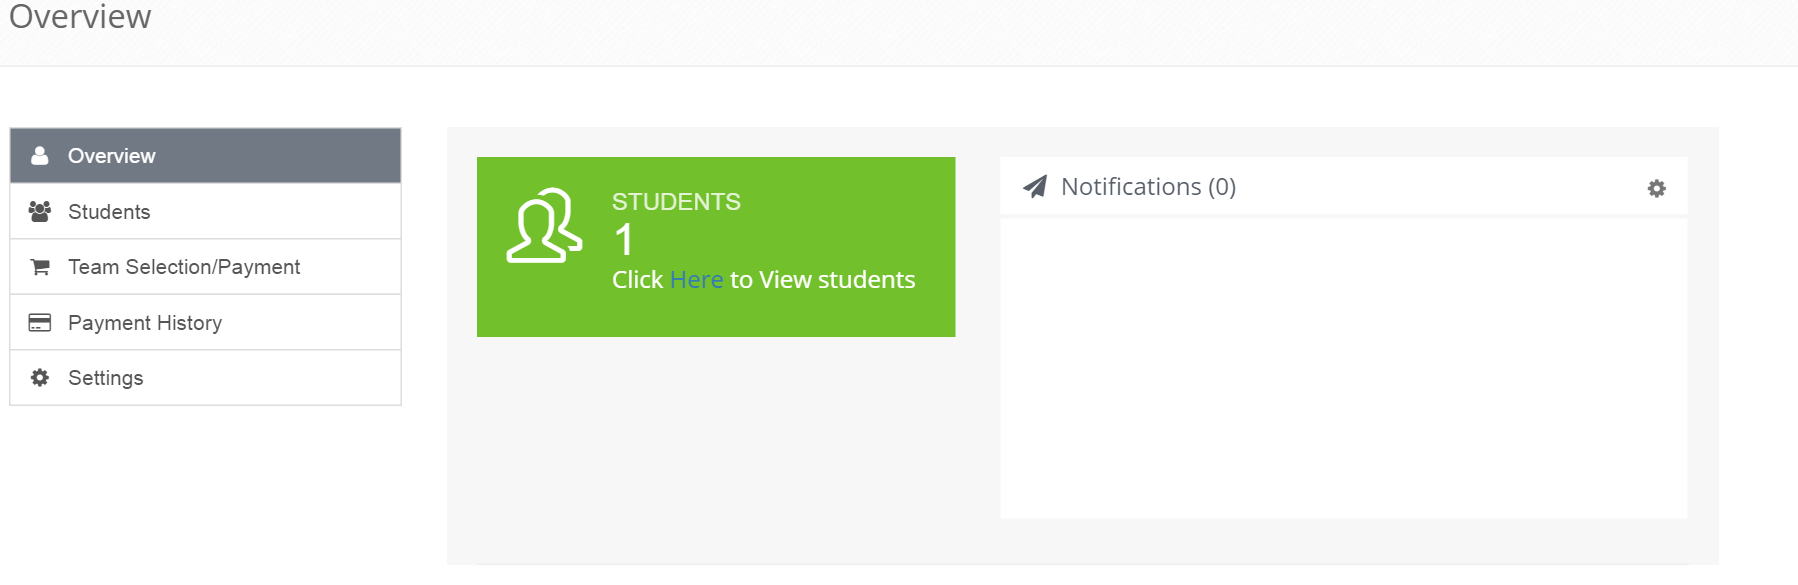 Overview
Overview
Students
Team Selection/Payment
Payment History
Settings
STUDENTS
1
Click Here to View students
Notifications (0)